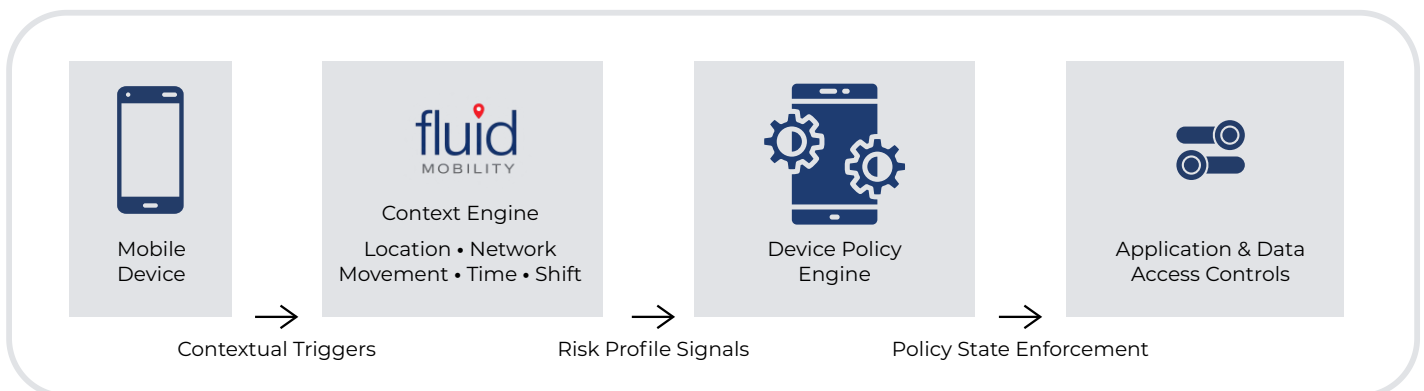 Mobile
Device
fluid
MOBILITY
Context Engine
Location • Network
Movement • Time • Shift
Device Policy
Engine
Application & Data
Access Controls
Contextual Triggers
Risk Profile Signals
Policy State Enforcement